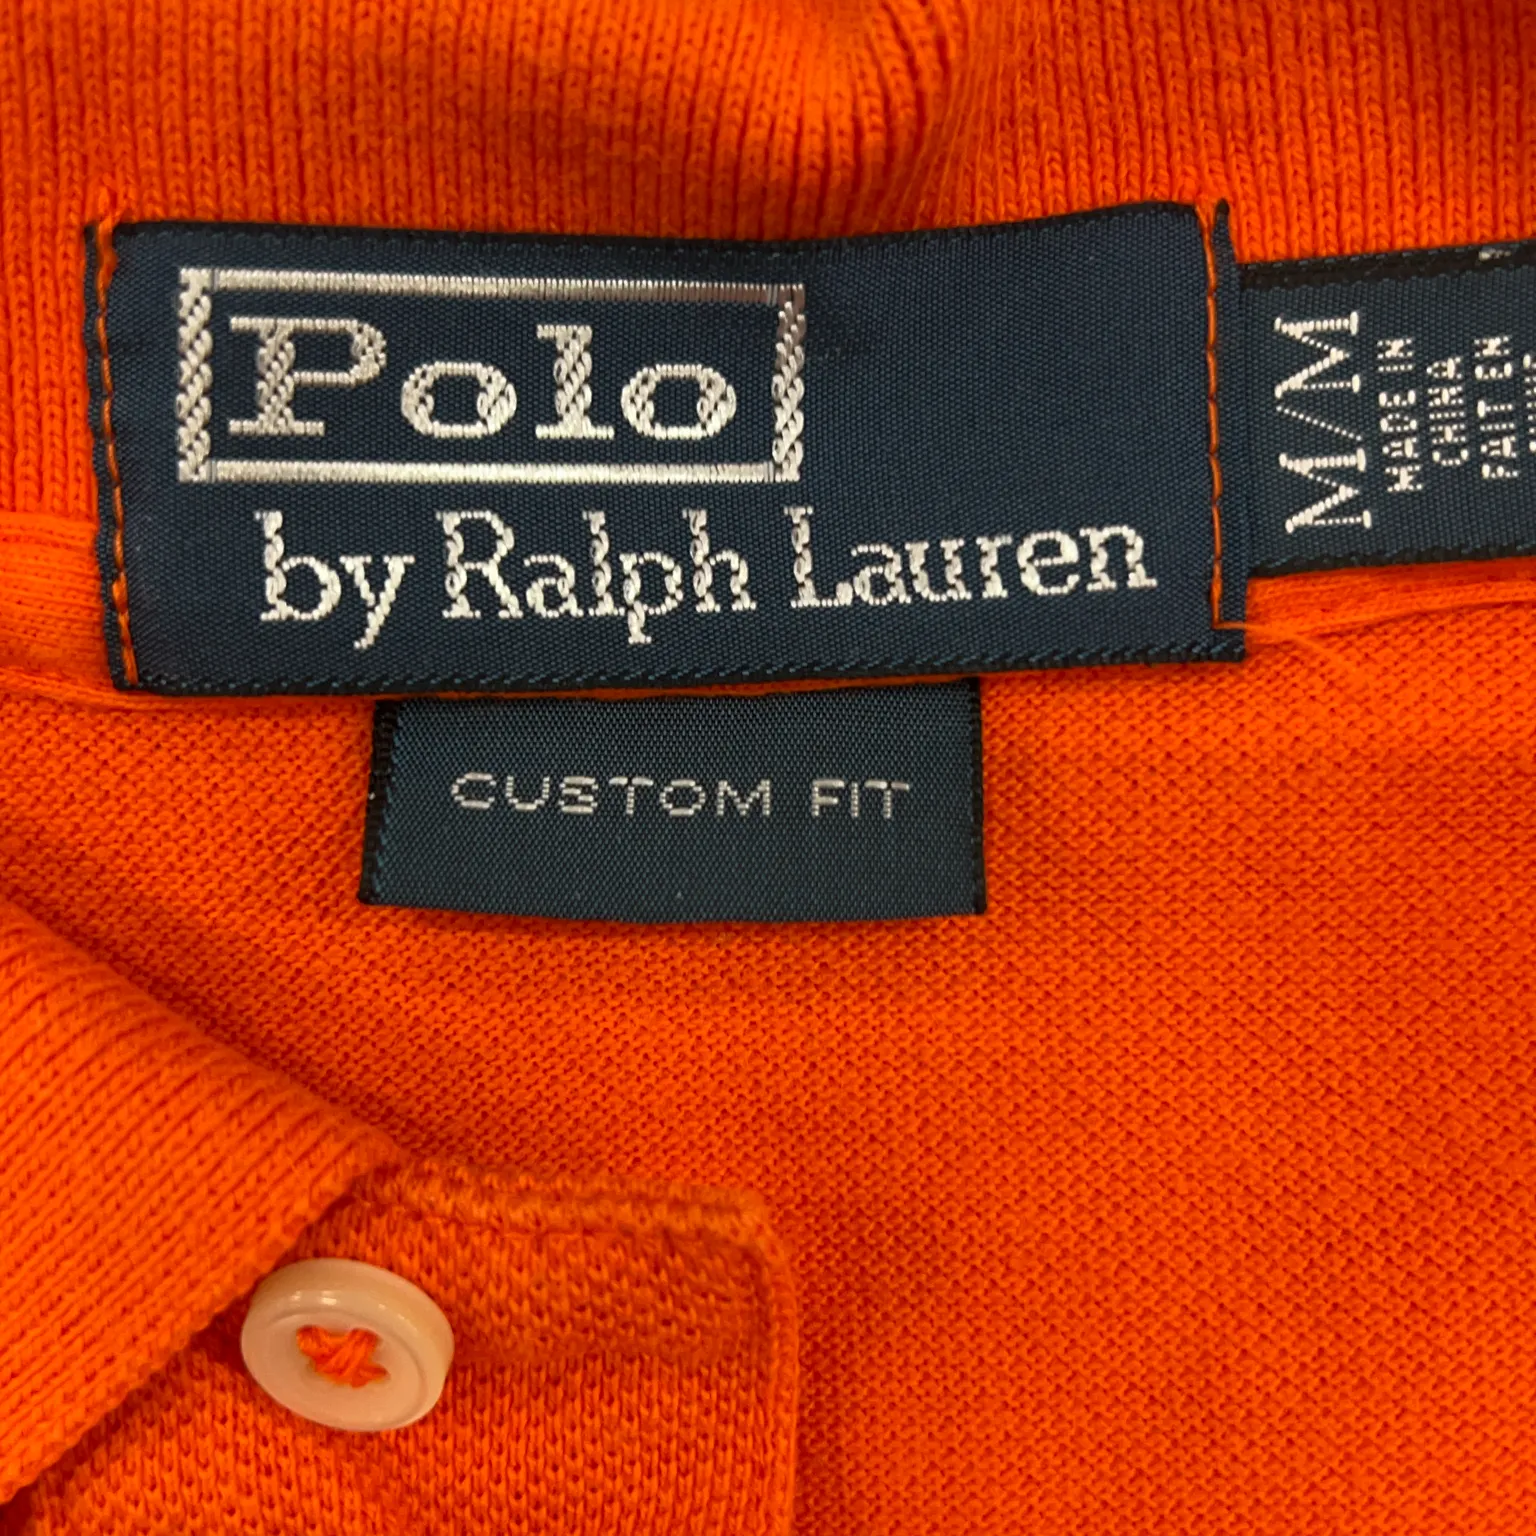 Polo
by Ralph Lauren
CUSTOM FIT
M/M
MADE IN
CHINA
FAIT EN